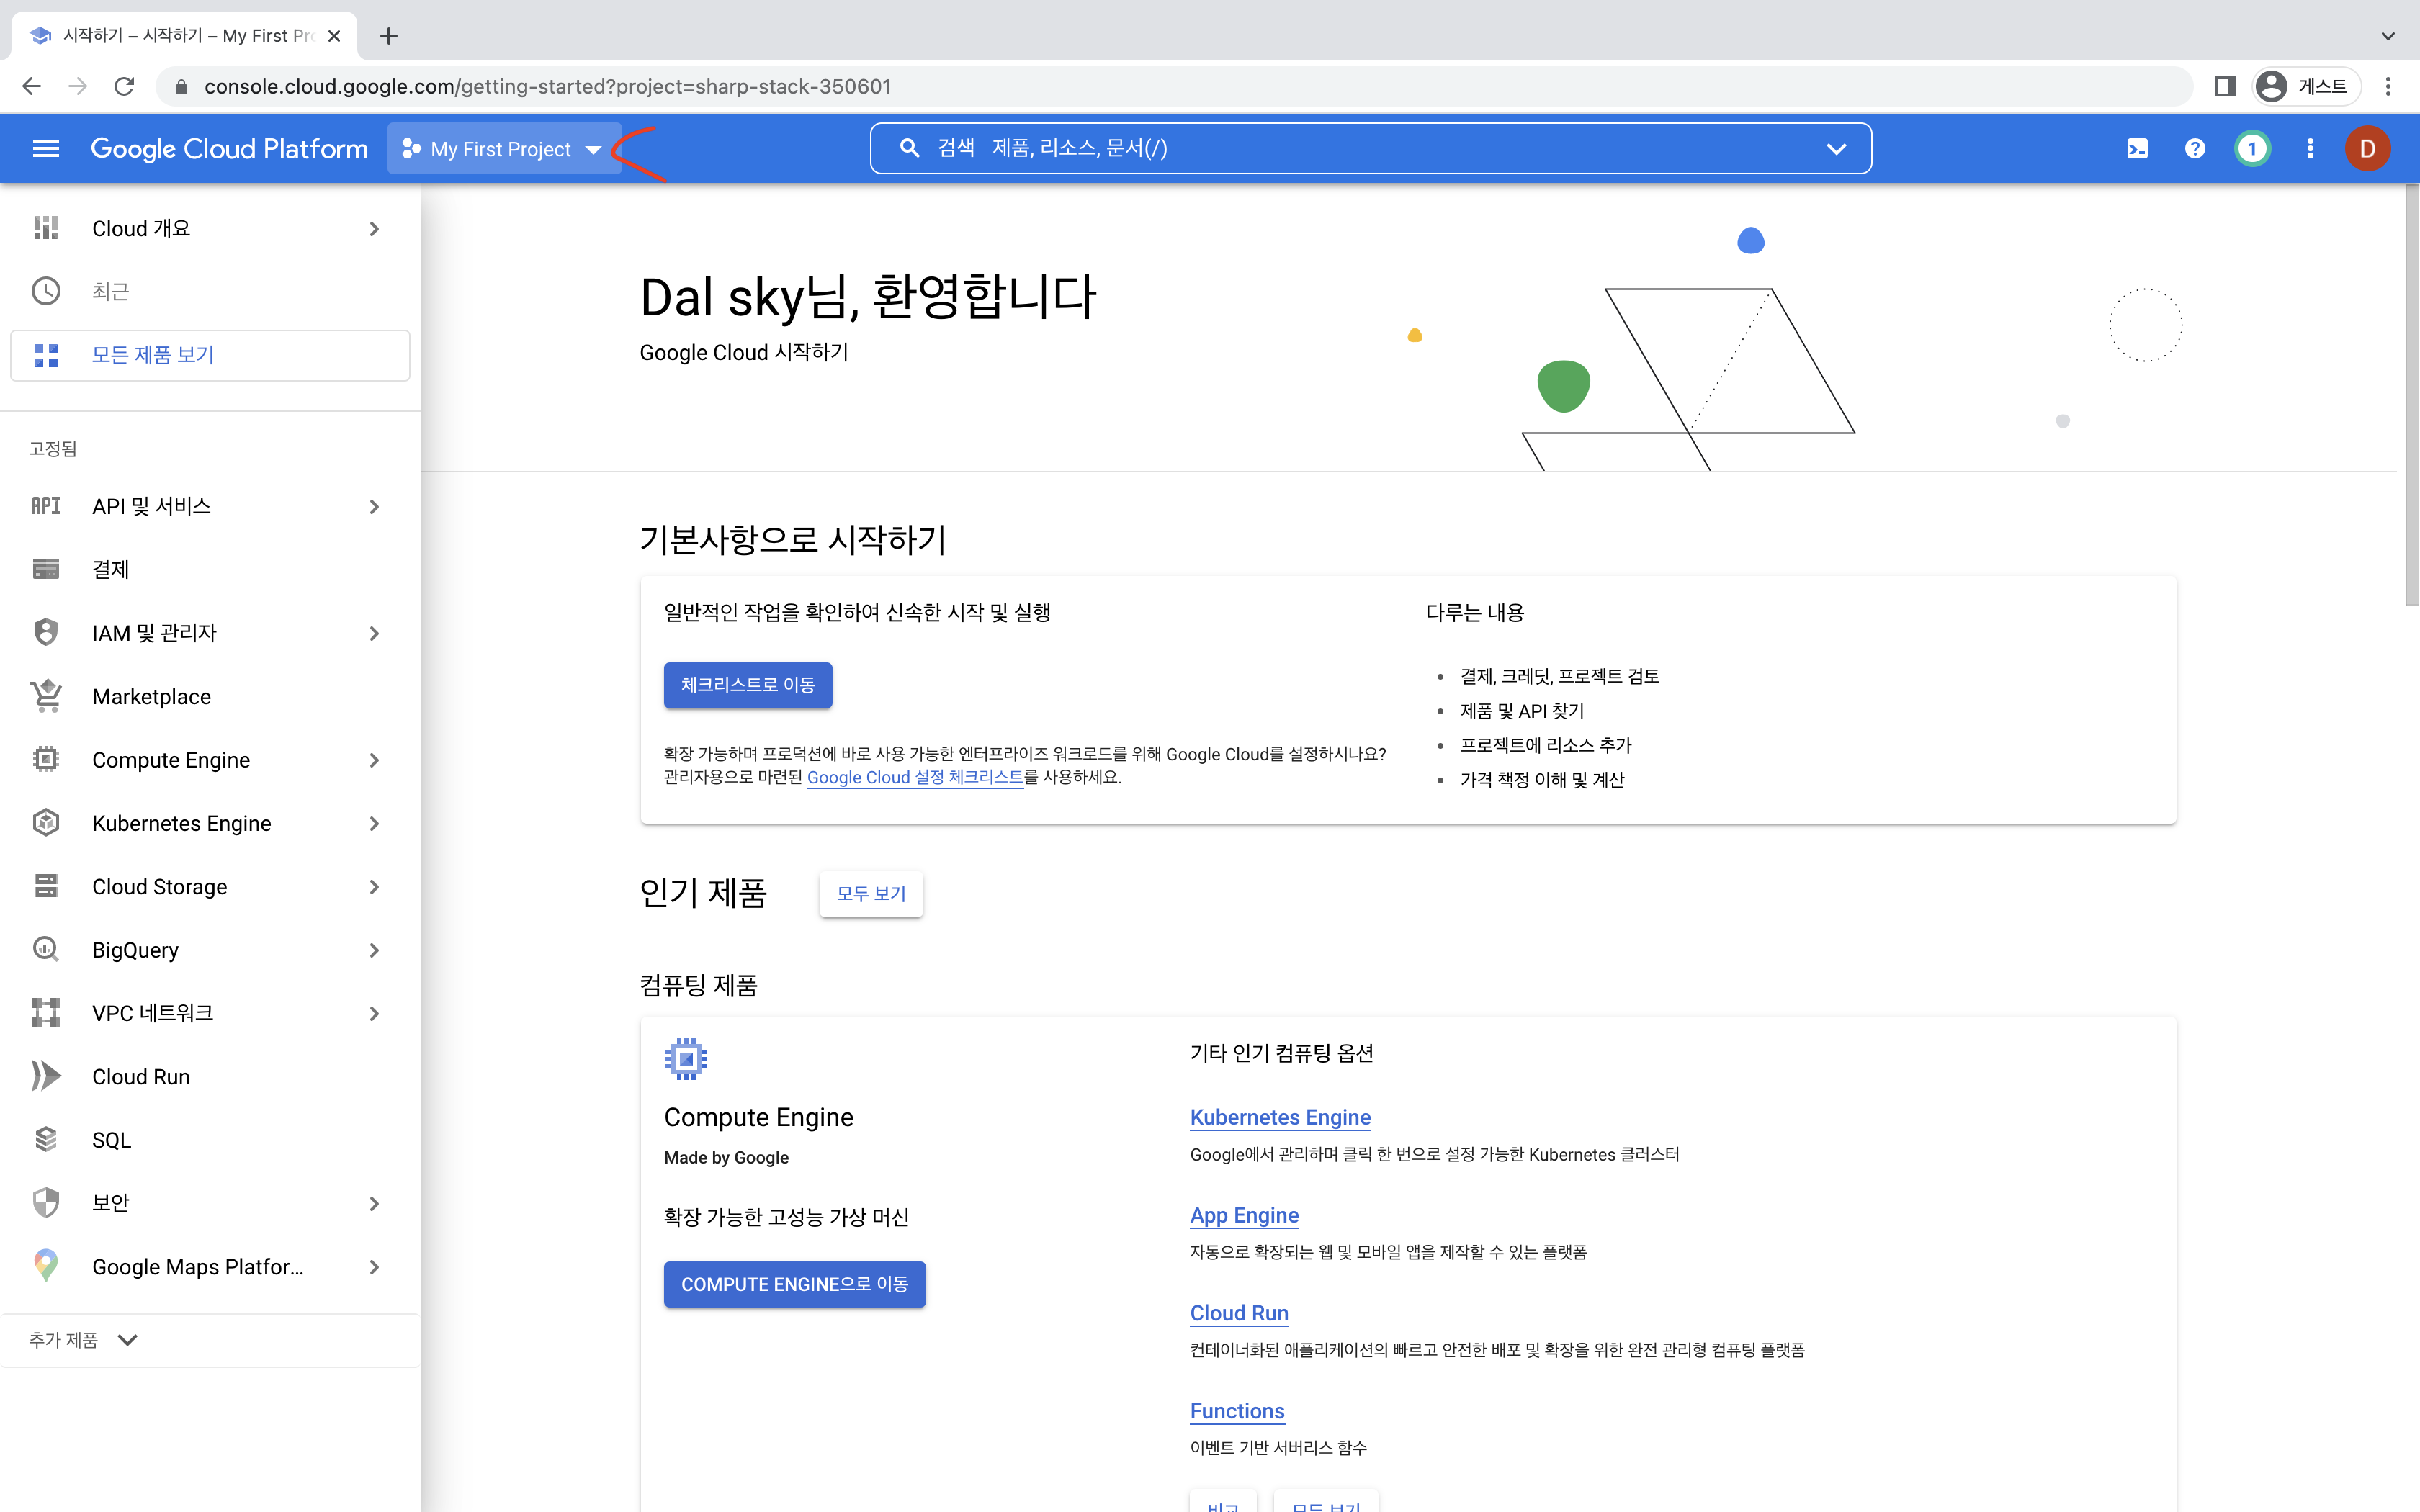 시작하기 – 시작하기 – My First Pro
console.cloud.google.com/getting-started?project=sharp-stack-350601
게스트
Google Cloud Platform
My First Project
검색 제품, 리소스, 문서(/)
1
D
Cloud 개요
최근
모든 제품 보기
고정됨
API API 및 서비스
결제
IAM 및 관리자
Marketplace
Compute Engine
Kubernetes Engine
Cloud Storage
BigQuery
VPC 네트워크
Cloud Run
SQL
보안
Google Maps Platfor...
추가 제품
Dal sky님, 환영합니다
Google Cloud 시작하기
기본사항으로 시작하기
일반적인 작업을 확인하여 신속한 시작 및 실행
체크리스트로 이동
확장 가능하며 프로덕션에 바로 사용 가능한 엔터프라이즈 워크로드를 위해 Google Cloud를 설정하시나요?
관리자용으로 마련된 Google Cloud 설정 체크리스트를 사용하세요.
다루는 내용
결제, 크레딧, 프로젝트 검토
제품 및 API 찾기
프로젝트에 리소스 추가
가격 책정 이해 및 계산
인기 제품 모두 보기
컴퓨팅 제품
Compute Engine
Made by Google
확장 가능한 고성능 가상 머신
COMPUTE ENGINE으로 이동
기타 인기 컴퓨팅 옵션
Kubernetes Engine
Google에서 관리하며 클릭 한 번으로 설정 가능한 Kubernetes 클러스터
App Engine
자동으로 확장되는 웹 및 모바일 앱을 제작할 수 있는 플랫폼
Cloud Run
컨테이너화된 애플리케이션의 빠르고 안전한 배포 및 확장을 위한 완전 관리형 컴퓨팅 플랫폼
Functions
이벤트 기반 서버리스 함수
비교 모두 보기